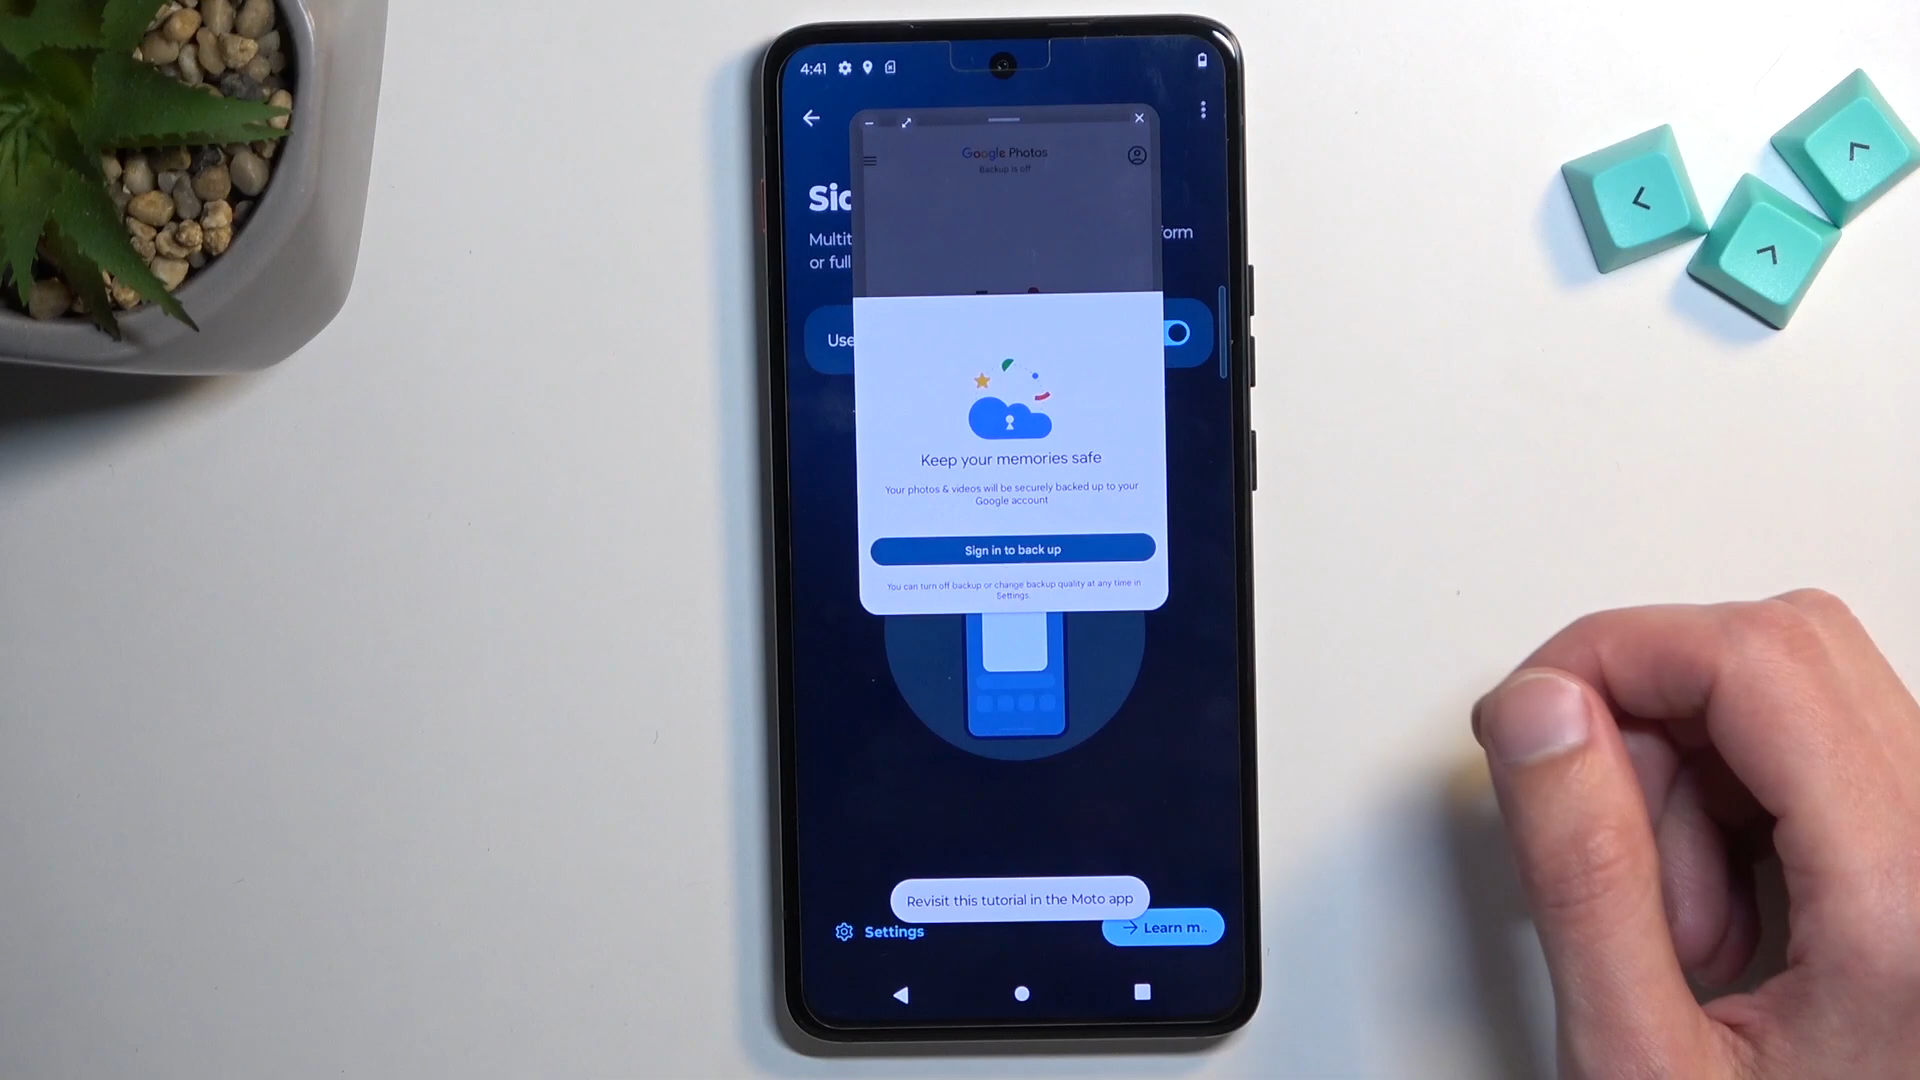 4:41
Google Photos
Backup is off
Sid
Multit
form
or full
Use
Keep your memories safe
Your photos & videos will be securely backed up to your
Google account
Sign in to back up
You can turn off backup or change backup quality at any time in
Settings
Revisit this tutorial in the Moto app
Settings
Learn m..